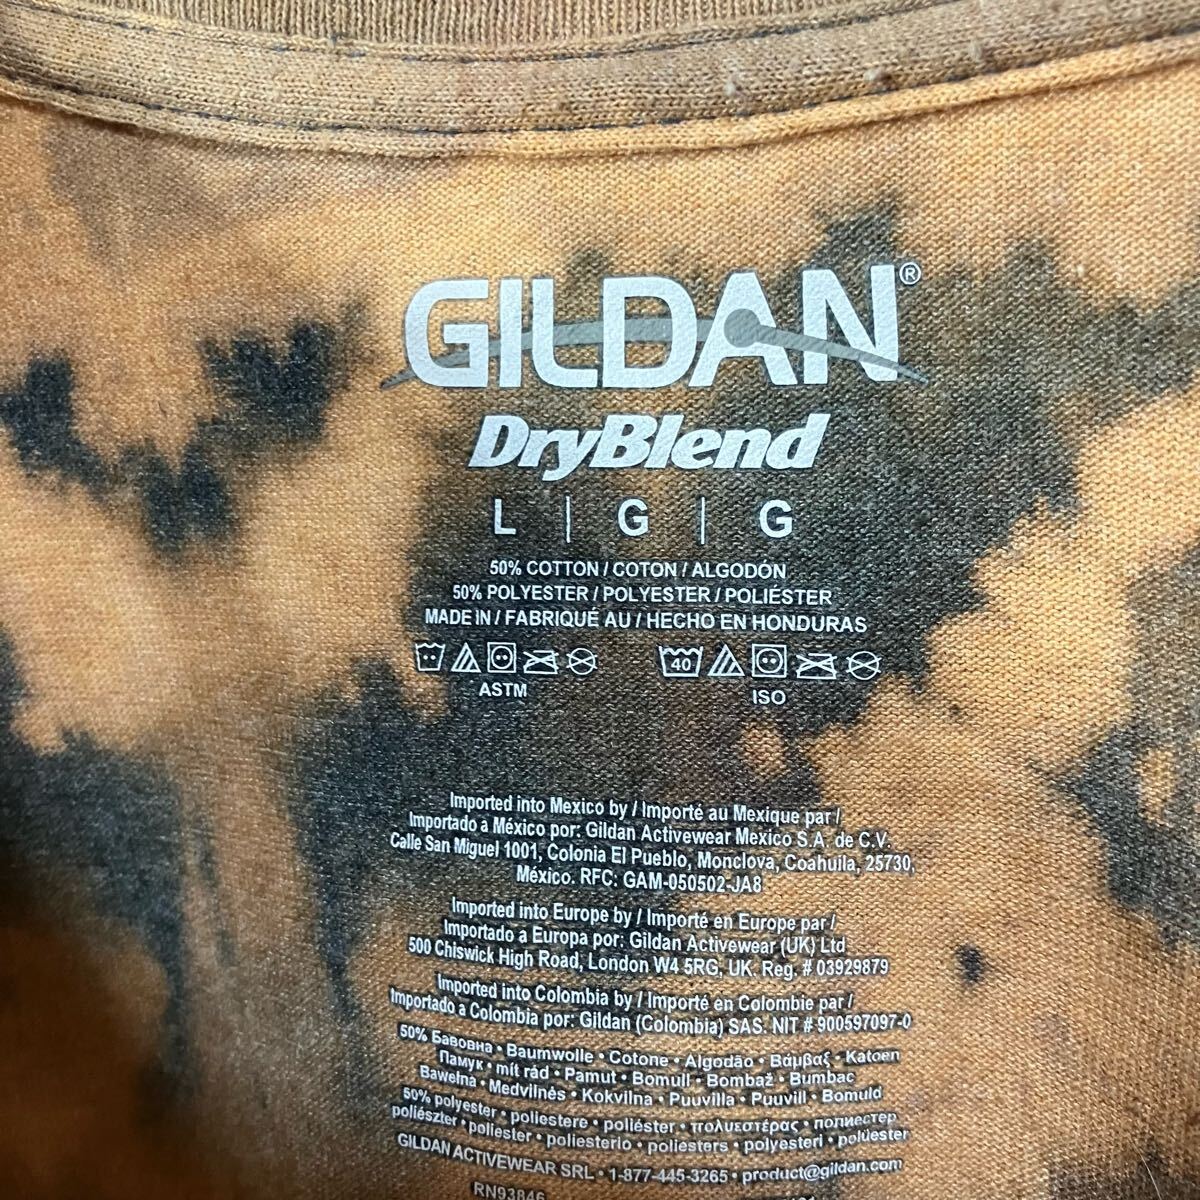 GILDAN®
DryBlend
L | G | G
50% COTTON / COTON / ALGODÓN
50% POLYESTER / POLYESTER / POLIÉSTER
MADE IN / FABRIQUÉ AU / HECHO EN HONDURAS
40
ASTM ISO
Imported into Mexico by / Importé au Mexique par /
Importado a México por: Gildan Activewear Mexico S.A. de C.V.
Calle San Miguel 1001, Colonia El Pueblo, Monclova, Coahuila, 25730,
México. RFC: GAM-050502-JA8
Imported into Europe by / Importé en Europe par /
Importado a Europa por: Gildan Activewear (UK) Ltd
500 Chiswick High Road, London W4 5RG, UK. Reg. # 03929879
Imported into Colombia by / Importé en Colombie par /
Importado a Colombia por: Gildan (Colombia) SAS. NIT # 900597097-0
50% Бавовна • Baumwolle • Cotone • Algodão • Βάμβαξ • Katoen
Памук • mít rád • Pamut • Bomull • Bombaž • Bumbac
Bawełna • Medvilnės • Kokvilna • Puuvilla • Puuvill • Bomuld
50% polyester • poliestere • poliéster • πολυεστέρας • полиестер
poliészter • poliester • poliesterio • poliesters • polyesteri • polüester
GILDAN ACTIVEWEAR SRL • 1-877-445-3265 • product@gildan.com
RN93846